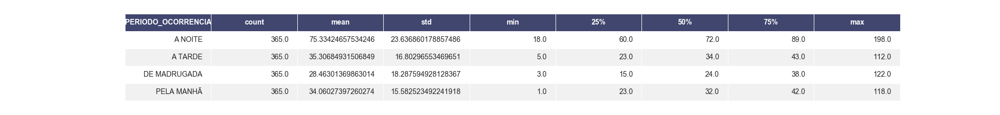 PERIODO_OCORRENCIA count mean std min 25% 50% 75% max
A NOITE 365.0 75.33424657534246 23.636860178857486 18.0 60.0 72.0 89.0 198.0
A TARDE 365.0 35.30684931506849 16.80296553469651 5.0 23.0 34.0 43.0 112.0
DE MADRUGADA 365.0 28.46301369863014 18.287594928128367 3.0 15.0 24.0 38.0 122.0
PELA MANHÃ 365.0 34.06027397260274 15.582523492241918 1.0 23.0 32.0 42.0 118.0